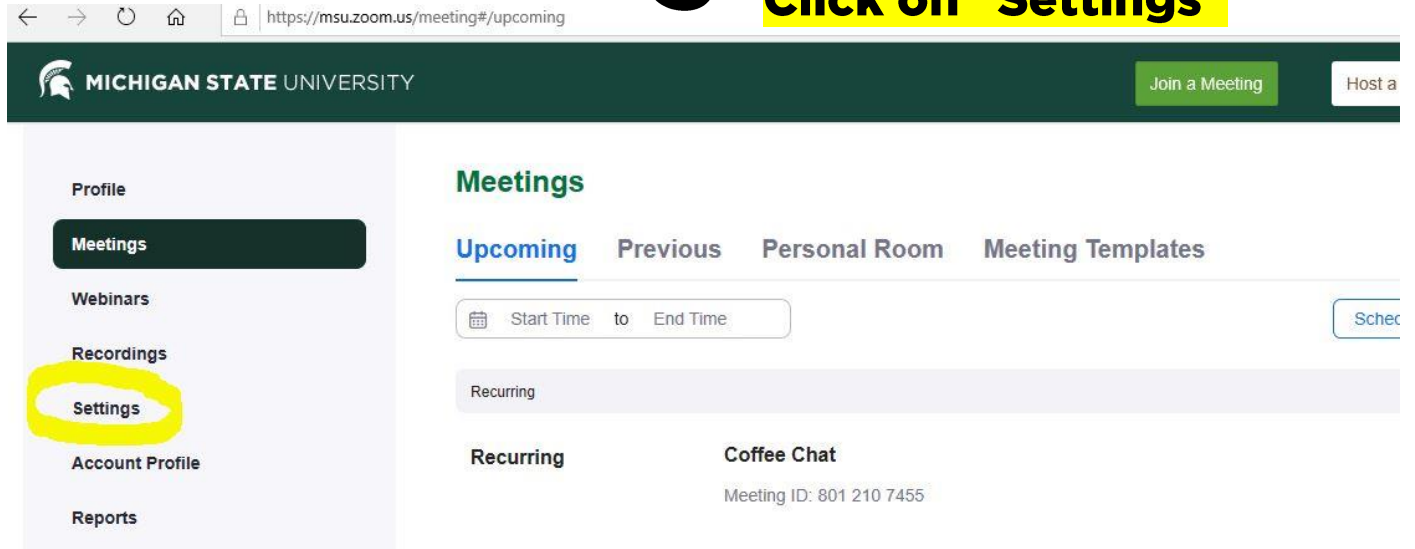 Click on "Settings"
https://msu.zoom.us/meeting#/upcoming
MICHIGAN STATE UNIVERSITY
Join a Meeting
Host a
Profile
Meetings
Webinars
Recordings
Settings
Account Profile
Reports
Meetings
Upcoming Previous Personal Room Meeting Templates
Start Time to End Time
Sched
Recurring
Recurring Coffee Chat
Meeting ID: 801 210 7455